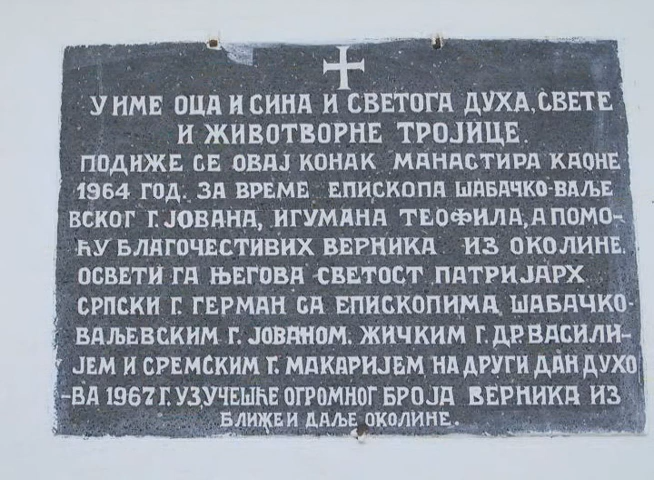 У ИМЕ ОЦА И СИНА И СВЕТОГА ДУХА, СВЕТЕ
И ЖИВОТВОРНЕ ТРОЈИЦЕ.
ПОДИЖЕ СЕ ОВАЈ КОНАК МАНАСТИРА КАОНЕ
1964 ГОД. ЗА ВРЕМЕ ЕПИСКОПА ШАБАЧКО-ВАЉЕ
ВСКОГ Г. ЈОВАНА, ИГУМАНА ТЕОФИЛА, А ПОМО-
ЋУ БЛАГОЧЕСТИВИХ ВЕРНИКА ИЗ ОКОЛИНЕ.
ОСВЕТИ ГА ЊЕГОВА СВЕТОСТ ПАТРИЈАРХ
СРПСКИ Г. ГЕРМАН СА ЕПИСКОПИМА, ШАБАЧКО-
ВАЉЕВСКИМ Г. ЈОВАНОМ. ЖИЧКИМ Г. ДР. ВАСИЛИ-
ЈЕМ И СРЕМСКИМ Г. МАКАРИЈЕМ НА ДРУГИ ДАН ДУХО
-ВА 1967 Г. УЗ УЧЕШЋЕ ОГРОМНОГ БРОЈА ВЕРНИКА ИЗ
БЛИЖЕ И ДАЉЕ ОКОЛИНЕ.